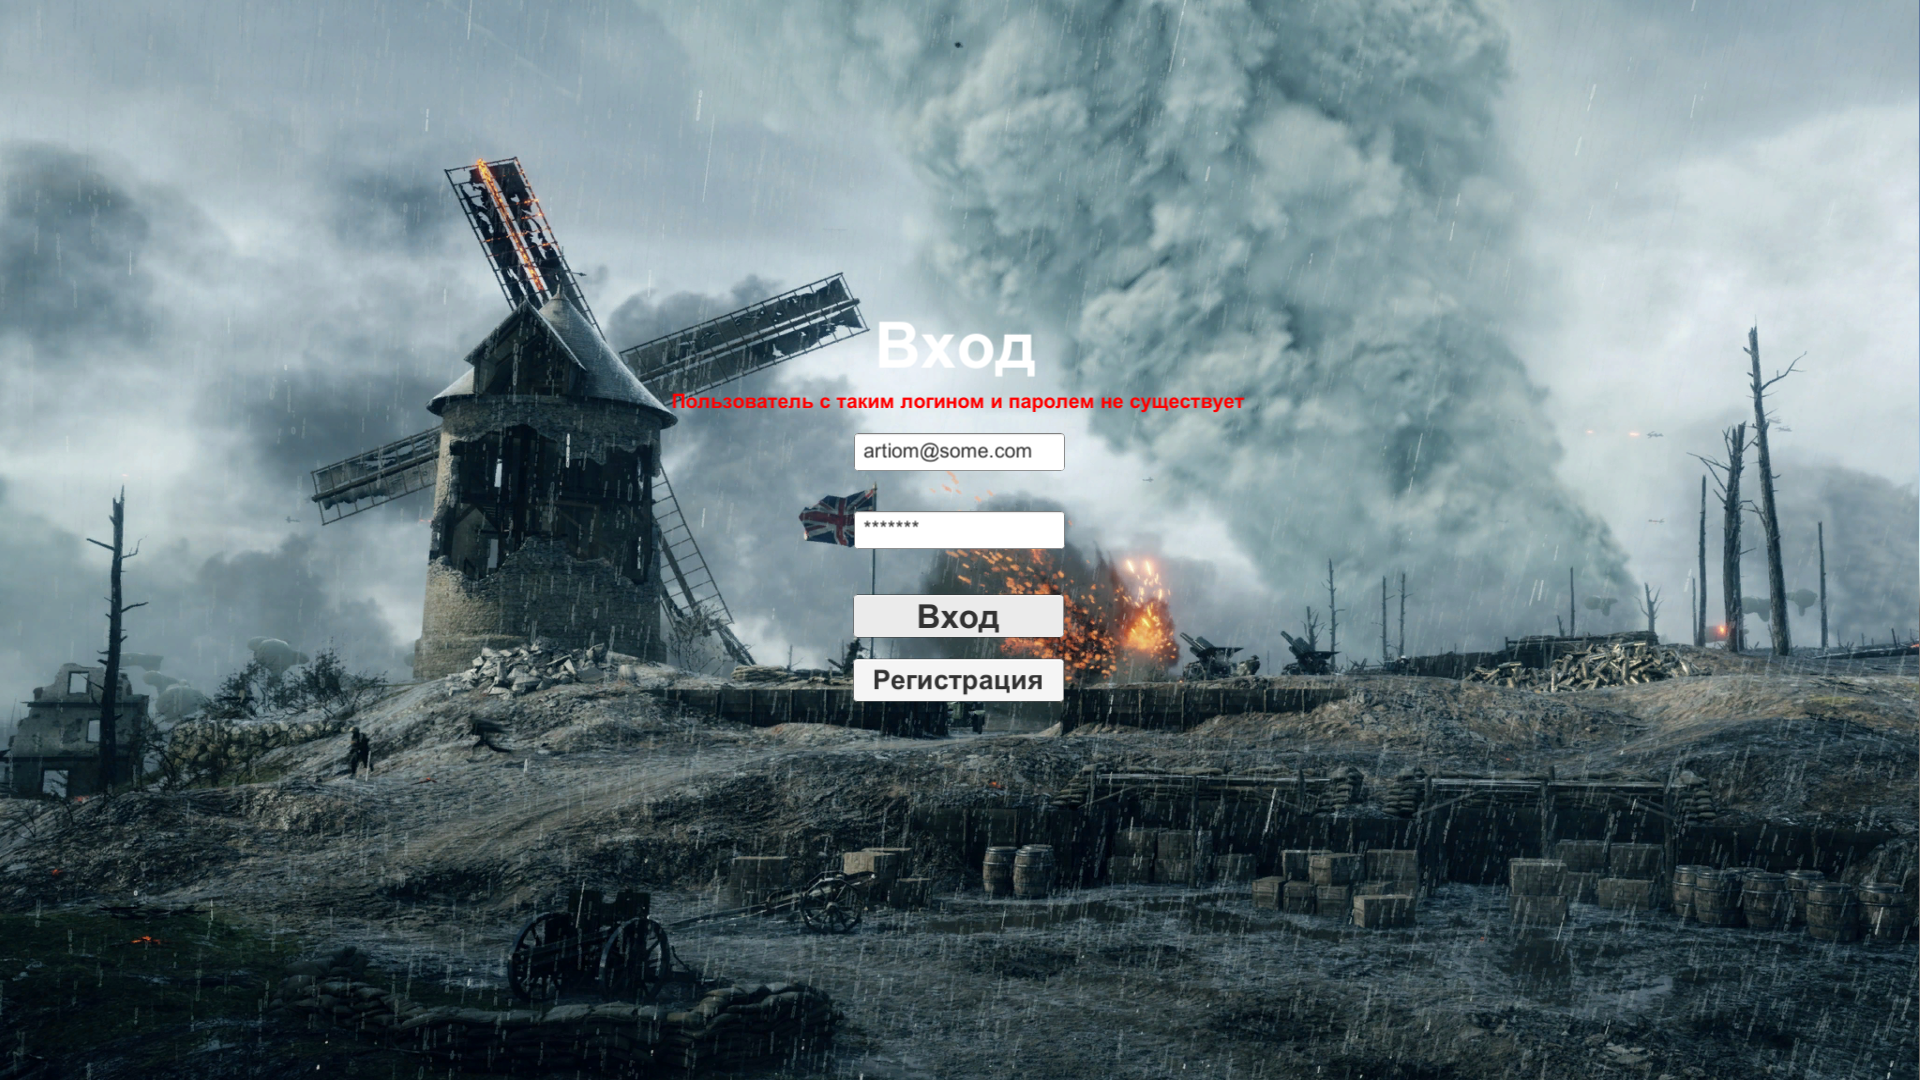 Вход
Пользователь с таким логином и паролем не существует
artiom@some.com
*******
Вход
Регистрация